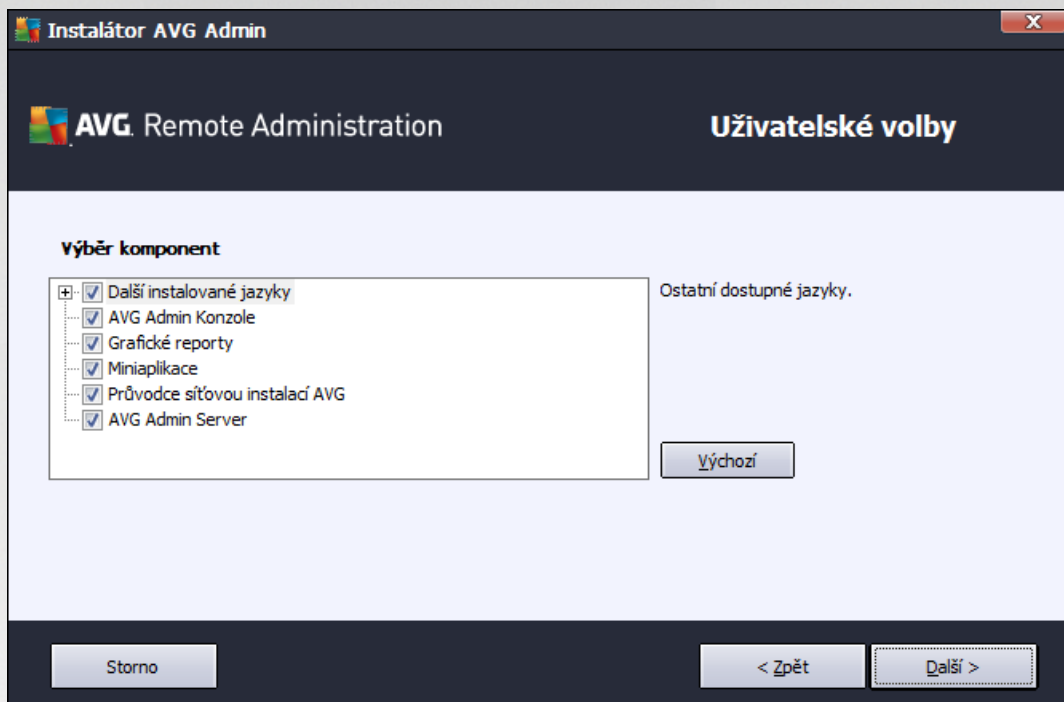 Instalátor AVG Admin
AVG. Remote Administration
Uživatelské volby
Výběr komponent
Další instalované jazyky
AVG Admin Konzole
Grafické reporty
Miniaplikace
Průvodce síťovou instalací AVG
AVG Admin Server
Ostatní dostupné jazyky.
Výchozí
Storno
< Zpět
Další >